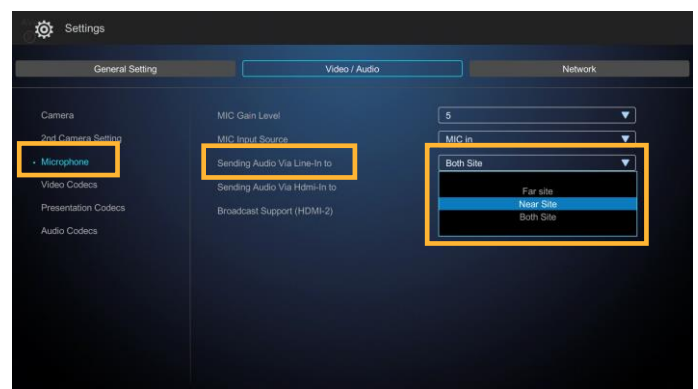 Settings
General Setting Video / Audio Network
Camera MIC Gain Level 5
2nd Camera Setting MIC Input Source MIC in
Microphone Sending Audio Via Line-In to Both Site
Video Codecs Sending Audio Via Hdmi-In to Far site
Near Site
Presentation Codecs Broadcast Support (HDMI-2) Both Site
Audio Codecs